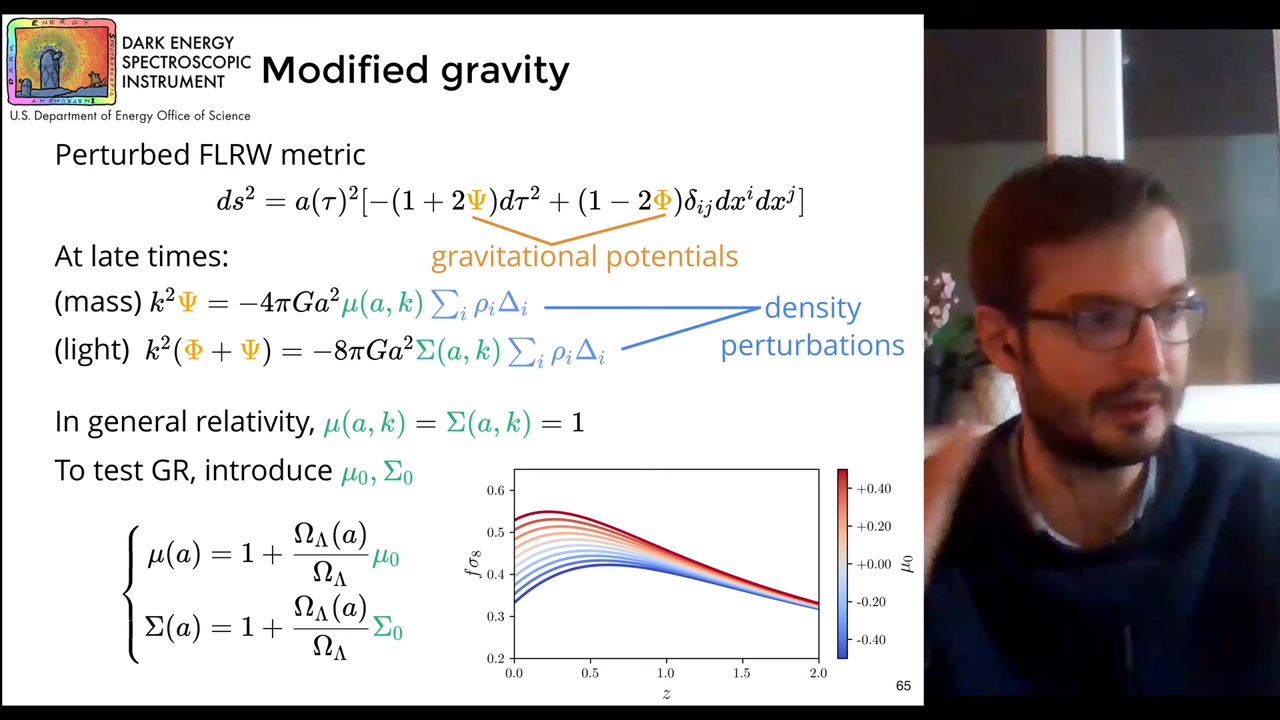 DARK ENERGY
SPECTROSCOPIC
INSTRUMENT
U.S. Department of Energy Office of Science
Modified gravity
Perturbed FLRW metric
ds² = a(τ)²[−(1 + 2Ψ)dτ² + (1 − 2Φ)δᵢⱼdxⁱdxʲ]
At late times:
gravitational potentials
(mass) k²Ψ = −4πGa²μ(a, k) ∑ᵢ ρᵢΔᵢ
(light) k²(Φ + Ψ) = −8πGa²Σ(a, k) ∑ᵢ ρᵢΔᵢ
density
perturbations
In general relativity, μ(a, k) = Σ(a, k) = 1
To test GR, introduce μ₀, Σ₀
μ(a) = 1 + Ω_Λ(a)/Ω_Λ μ₀
Σ(a) = 1 + Ω_Λ(a)/Ω_Λ Σ₀
fσ₈
0.6
0.5
0.4
0.3
0.2
0.0 0.5 1.0 1.5 2.0
z
+0.40
+0.20
+0.00
-0.20
-0.40
μ₀
65